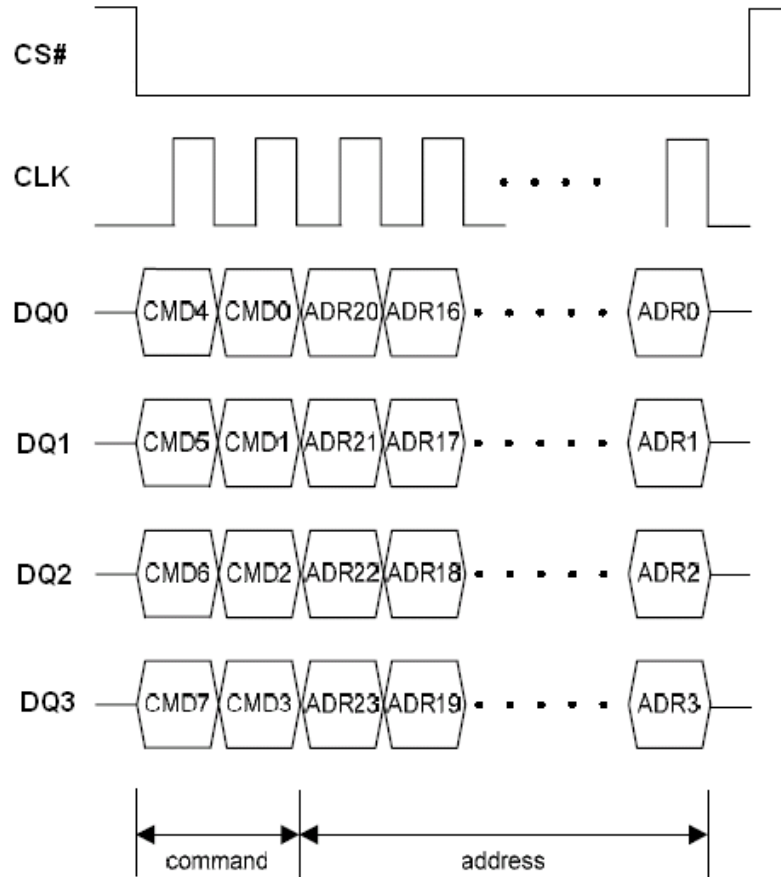 CS#
CLK
DQ0 CMD4 CMD0 ADR20 ADR16 ADR0
DQ1 CMD5 CMD1 ADR21 ADR17 ADR1
DQ2 CMD6 CMD2 ADR22 ADR18 ADR2
DQ3 CMD7 CMD3 ADR23 ADR19 ADR3
command address